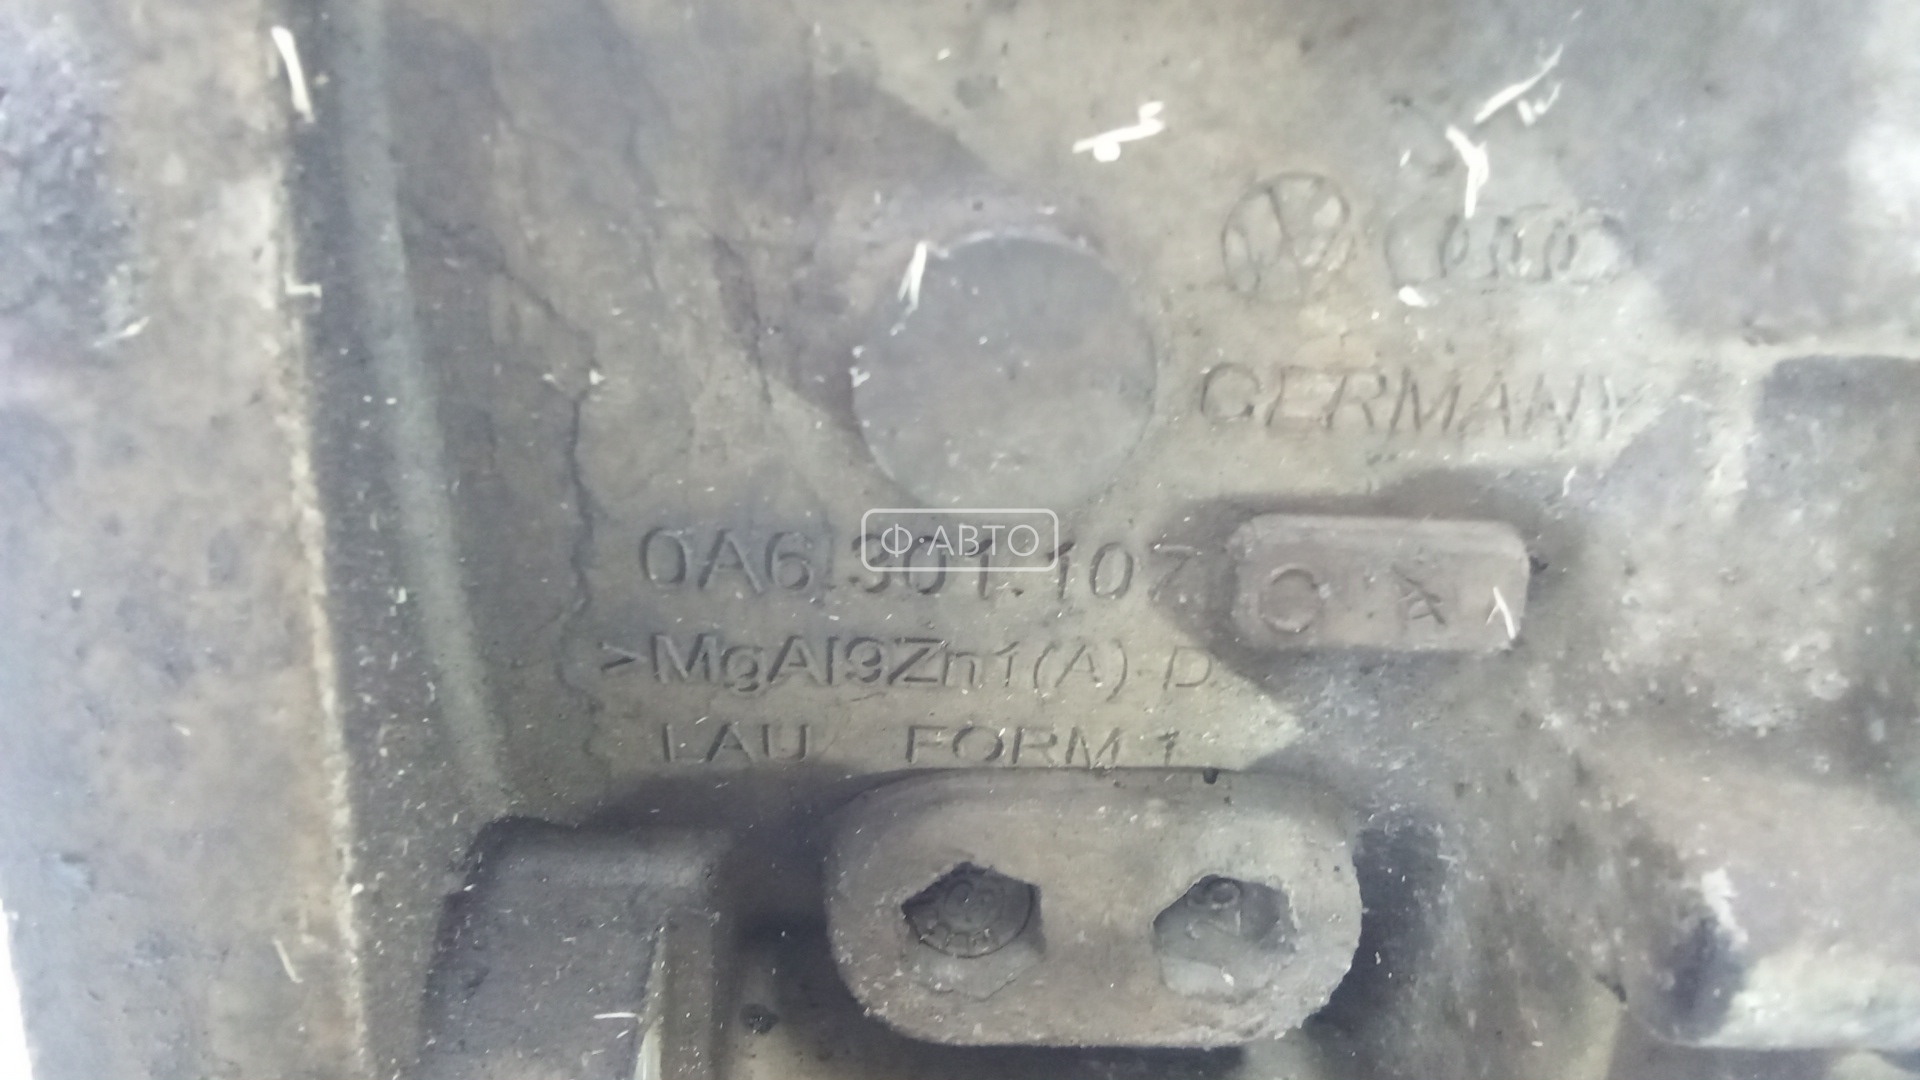 GERMANY
0A6.301.107
Ф·АВТО
C A
>MgAl9Zn1(A)-D
LAU FORM 1